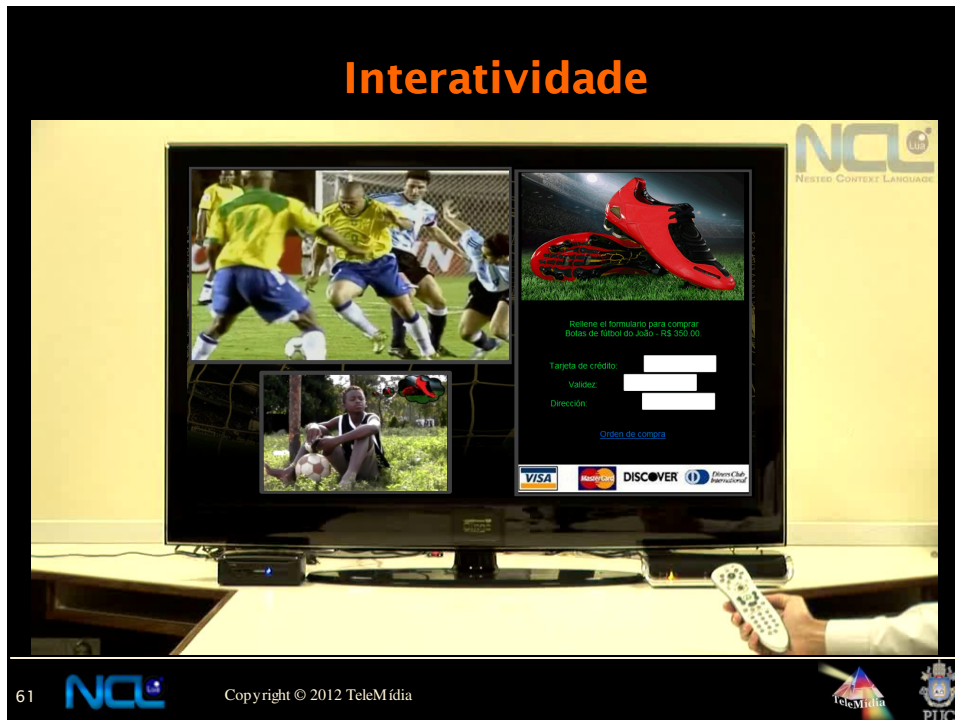 Interatividade
NCL
Lua
NESTED CONTEXT LANGUAGE
Rellene el formulario para comprar
Botas de fútbol do João - R$ 350.00:
Tarjeta de crédito:
Validez:
Dirección:
Orden de compra
VISA MasterCard DISCOVER Diners Club
International
61 NCL Lua Copyright © 2012 TeleMídia TeleMídia PUC